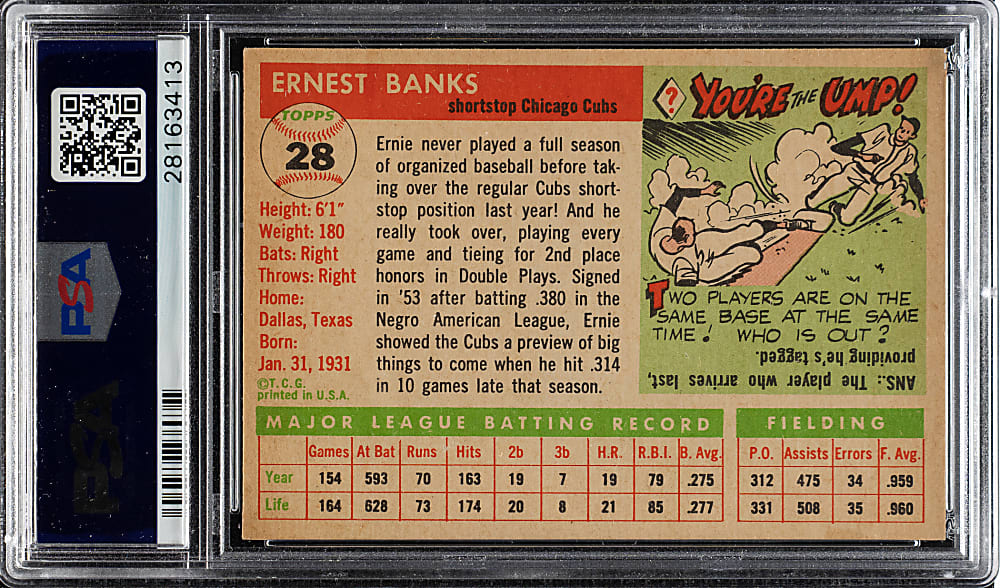 28163413
PSA
PSA
ERNEST BANKS
shortstop Chicago Cubs
TOPPS
28
Height: 6'1"
Weight: 180
Bats: Right
Throws: Right
Home:
Dallas, Texas
Born:
Jan. 31, 1931
©T.C.G.
printed in U.S.A.
Ernie never played a full season
of organized baseball before tak-
ing over the regular Cubs short-
stop position last year! And he
really took over, playing every
game and tieing for 2nd place
honors in Double Plays. Signed
in '53 after batting .380 in the
Negro American League, Ernie
showed the Cubs a preview of big
things to come when he hit .314
in 10 games late that season.
? YOU'RE THE UMP!
TWO PLAYERS ARE ON THE
SAME BASE AT THE SAME
TIME! WHO IS OUT?
ANS.: The player who arrives last,
providing he's tagged.
MAJOR LEAGUE BATTING RECORD
Games At Bat Runs Hits 2b 3b H.R. R.B.I. B. Avg.
Year 154 593 70 163 19 7 19 79 .275
Life 164 628 73 174 20 8 21 85 .277
FIELDING
P.O. Assists Errors F. Avg.
312 475 34 .959
331 508 35 .960